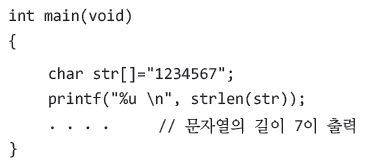 int main(void)
{
char str[]="1234567";
printf("%u \n", strlen(str));
. . . . // 문자열의 길이 7이 출력
}